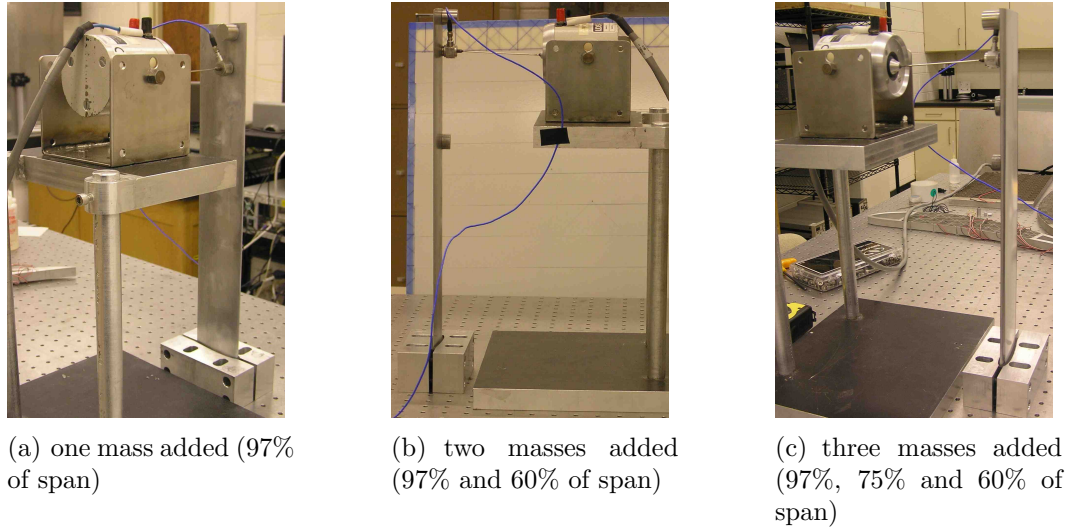 (a) one mass added (97%
of span)
(b) two masses added
(97% and 60% of span)
(c) three masses added
(97%, 75% and 60% of
span)